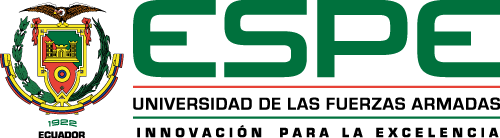 ESPE
UNIVERSIDAD DE LAS FUERZAS ARMADAS
INNOVACIÓN PARA LA EXCELENCIA
1922
ECUADOR